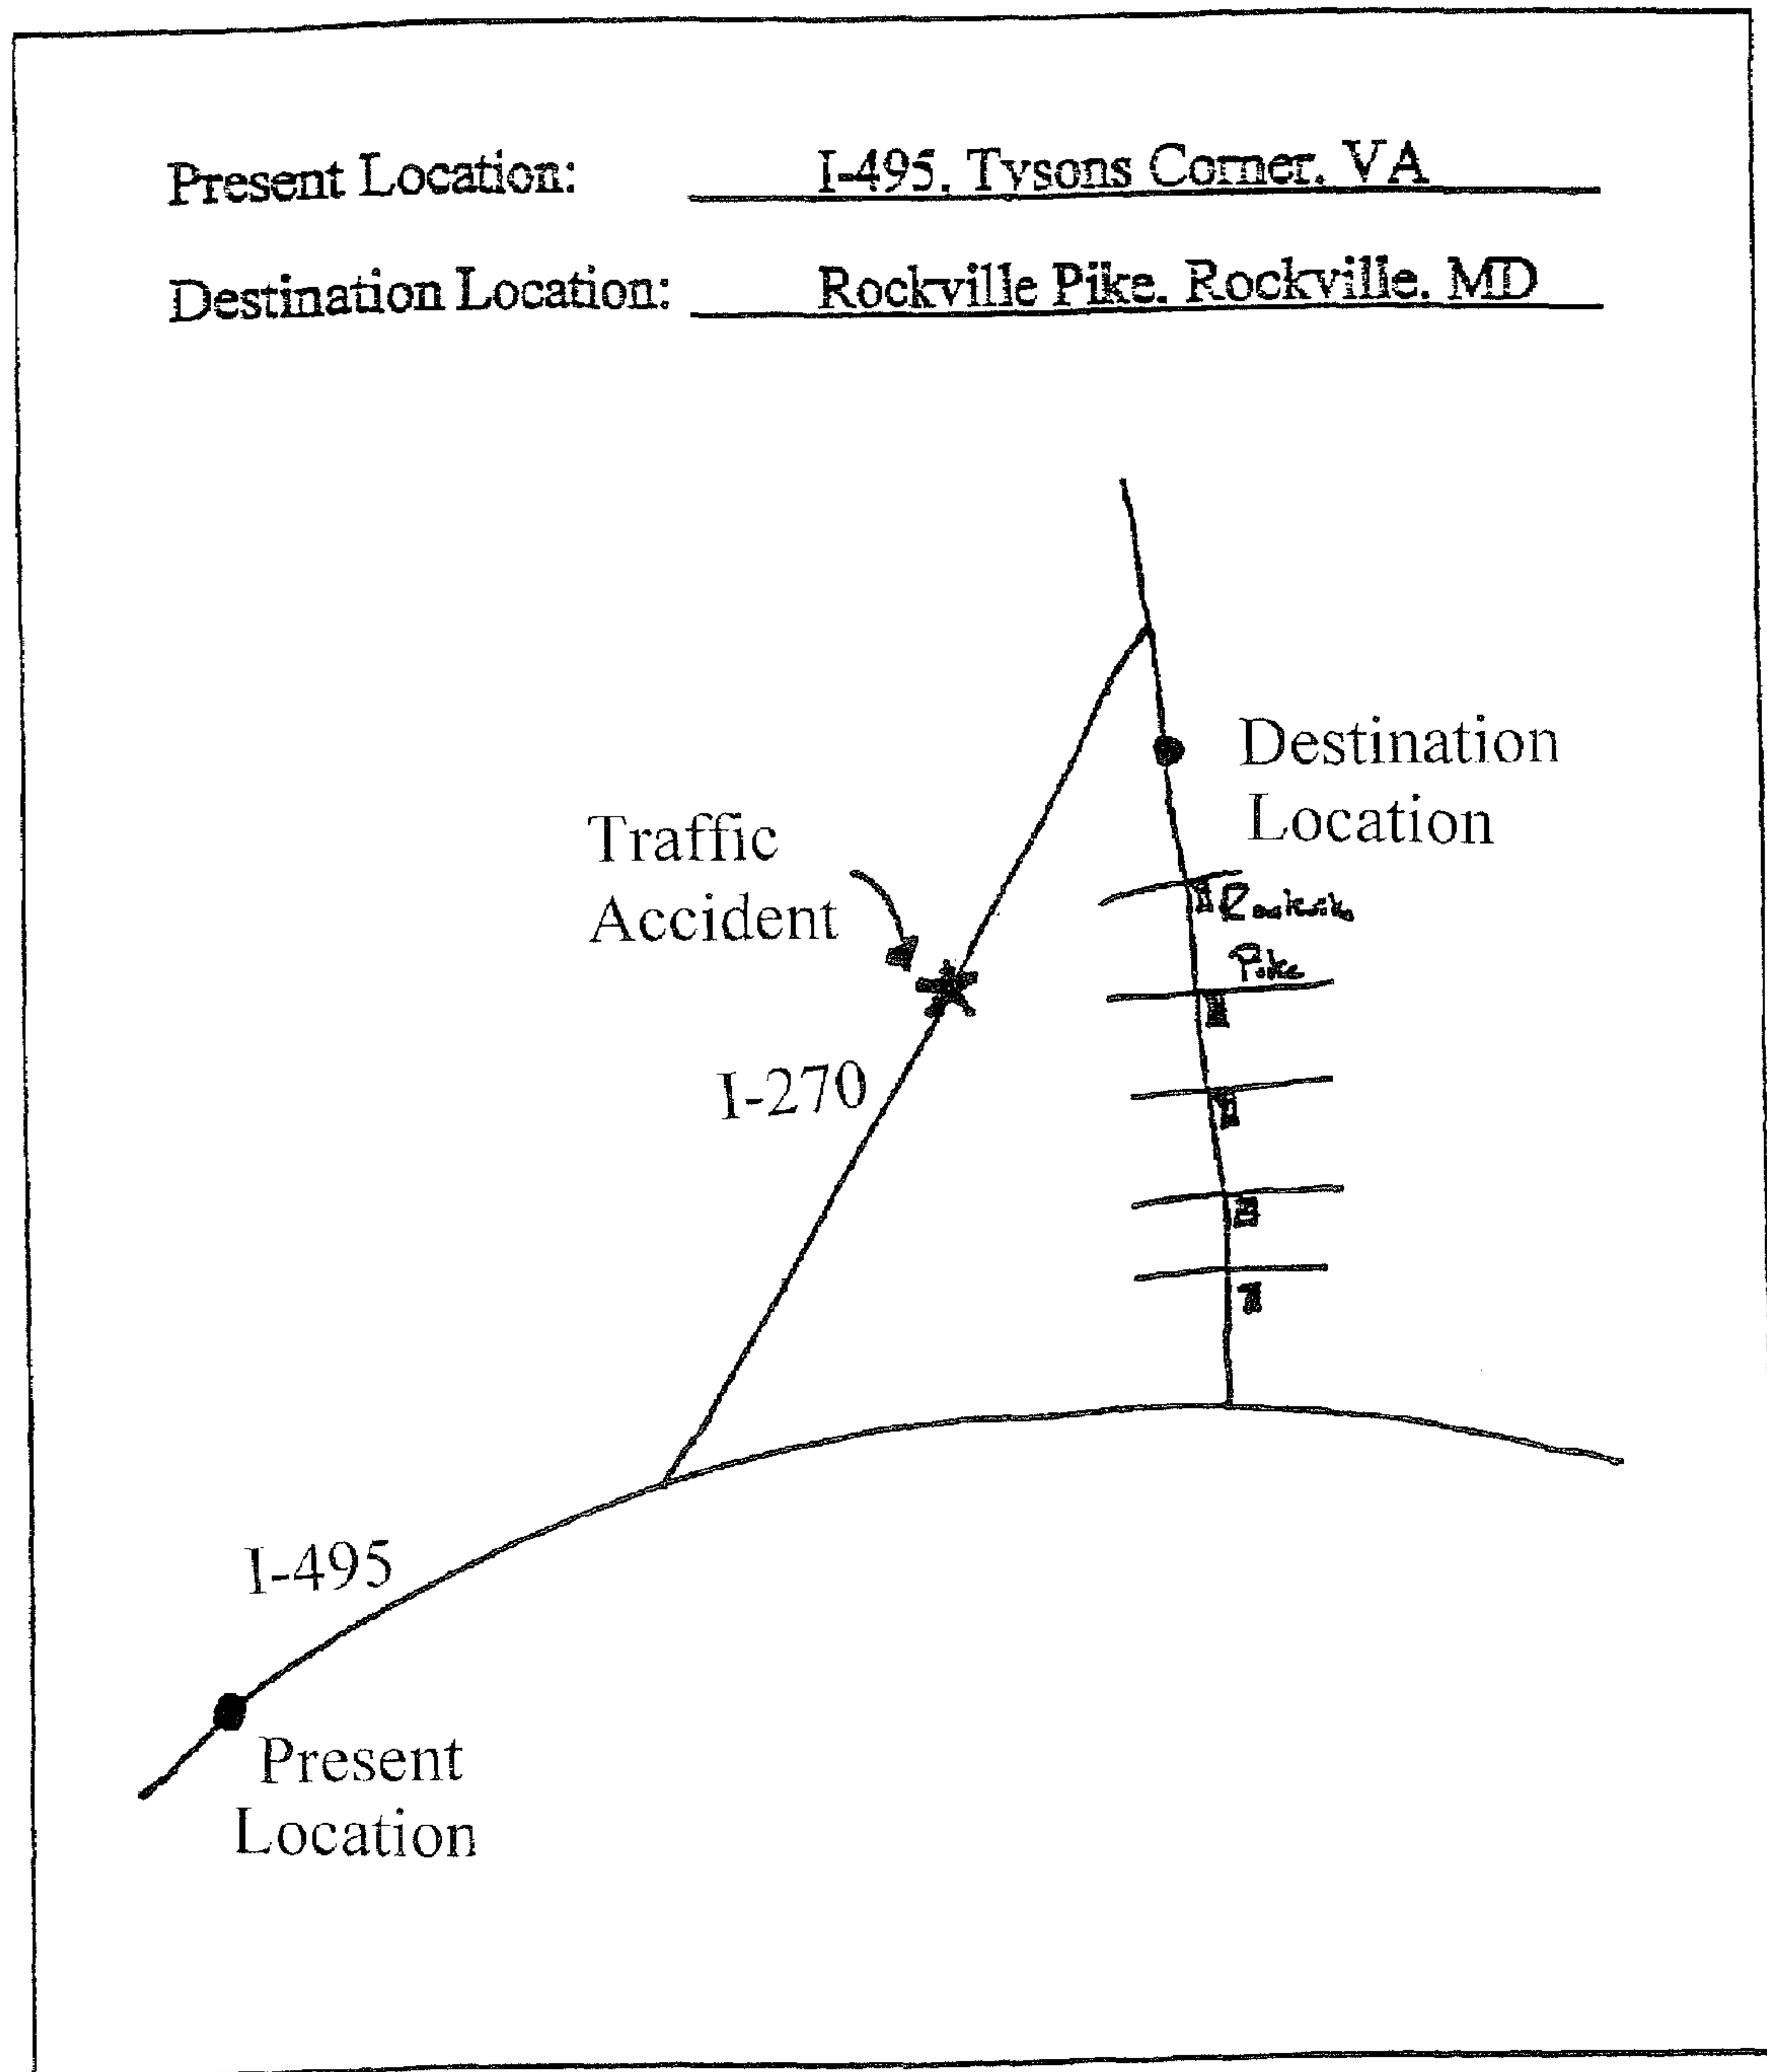 Present Location: I-495, Tysons Corner, VA
Destination Location: Rockville Pike, Rockville, MD
Destination
Location
Traffic
Accident
Rockville
Pike
I-270
I-495
Present
Location